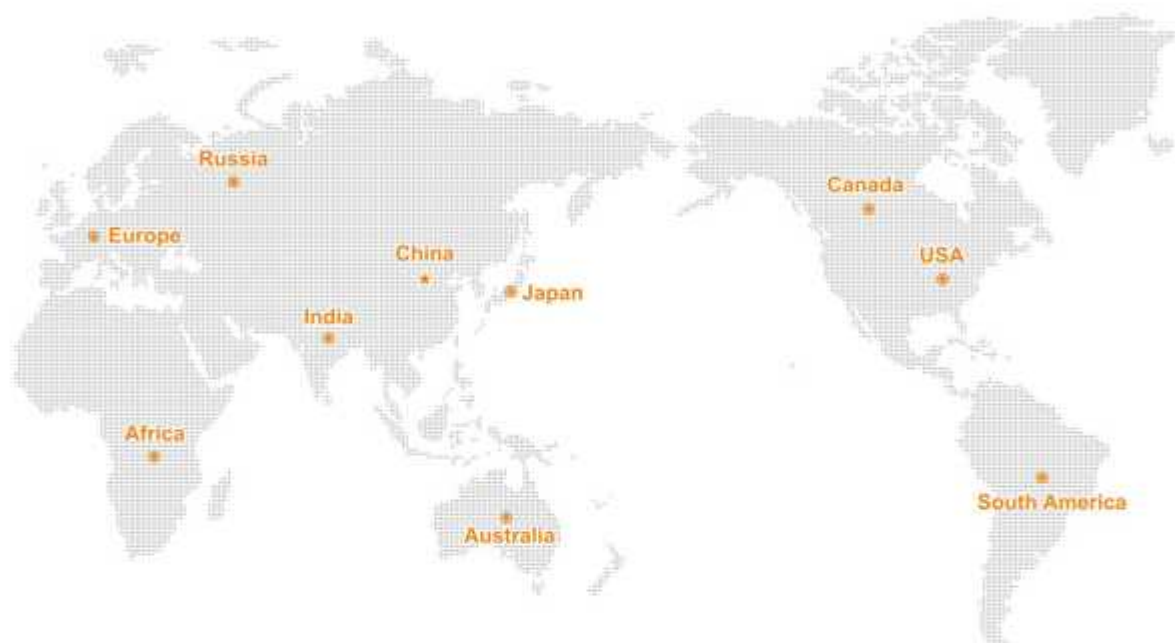 Russia
Canada
Europe
China
USA
Japan
India
Africa
South America
Australia